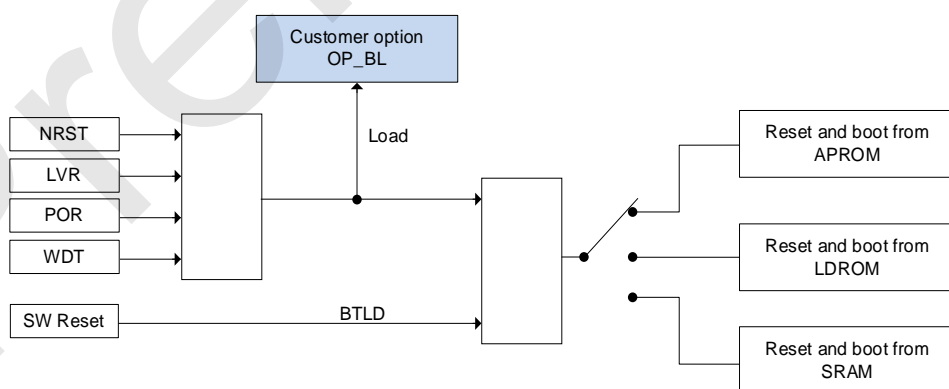 Customer option
OP_BL
NRST
Load
LVR
POR
WDT
SW Reset
BTLD
Reset and boot from
APROM
Reset and boot from
LDROM
Reset and boot from
SRAM